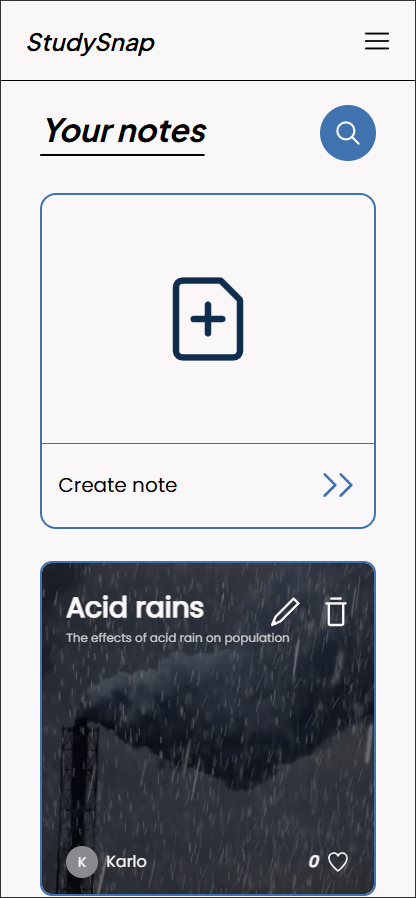 StudySnap
Your notes
Create note
Acid rains
The effects of acid rain on population
K Karlo
0